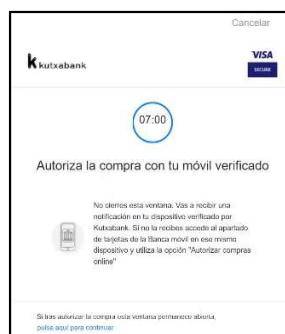 Cancelar
kutxabank
VISA
SECURE
07:00
Autoriza la compra con tu móvil verificado
No cierres esta ventana. Vas a recibir una
notificación en tu dispositivo verificado por
Kutxabank. Si no la recibes accede al apartado
de tarjetas de la Banca móvil en ese mismo
dispositivo y utiliza la opción "Autorizar compras
online"
Si tras autorizar la compra esta ventana permanece abierta,
pulsa aquí para continuar